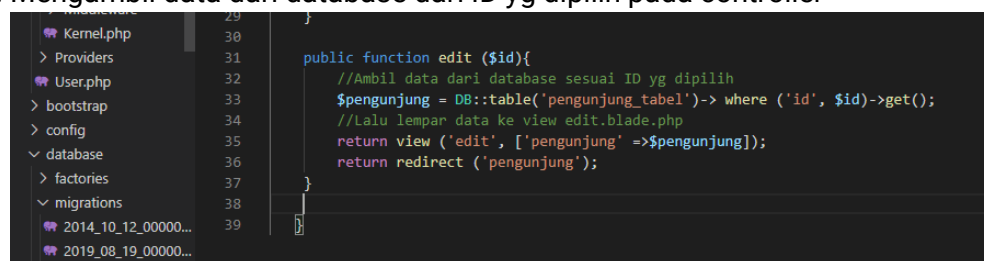 Mengambil data dari database dari ID yg dipilih pada controller
29 }
Kernel.php 30
> Providers 31 public function edit ($id){
User.php 32 //Ambil data dari database sesuai ID yg dipilih
> bootstrap 33 $pengunjung = DB::table('pengunjung_tabel')-> where ('id', $id)->get();
> config 34 //Lalu lempar data ke view edit.blade.php
35 return view ('edit', ['pengunjung' =>$pengunjung]);
database 36 return redirect ('pengunjung');
> factories 37 }
migrations 38
2014_10_12_00000... 39 }
2019_08_19_00000...